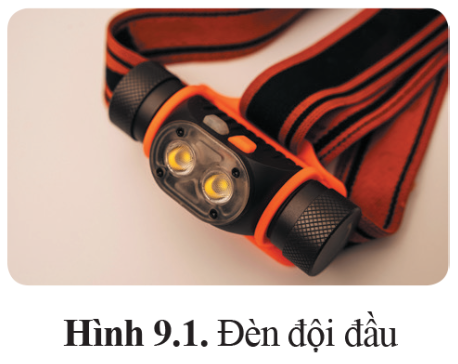 Hình 9.1. Đèn đội đầu